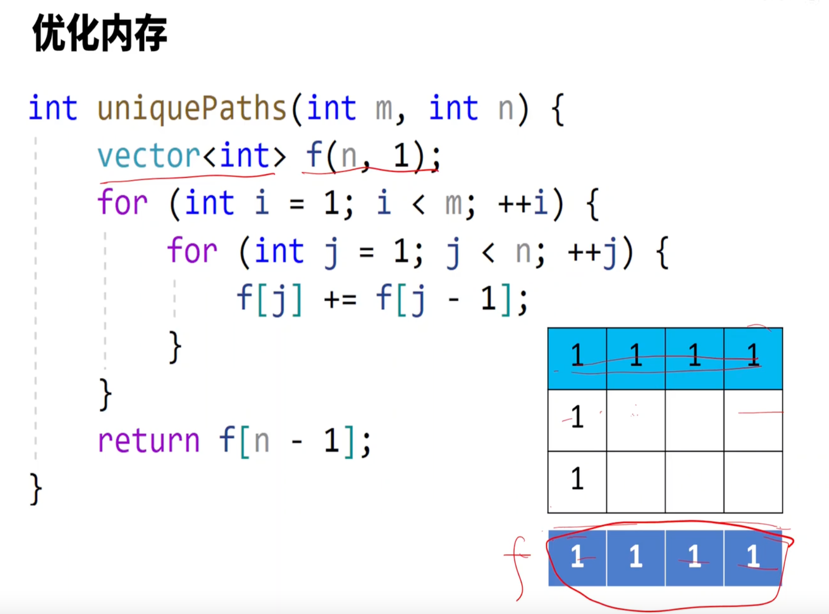 优化内存
int uniquePaths(int m, int n) {
vector<int> f(n, 1);
for (int i = 1; i < m; ++i) {
for (int j = 1; j < n; ++j) {
f[j] += f[j - 1];
}
}
return f[n - 1];
}
1 1 1 1
1
1
f 1 1 1 1